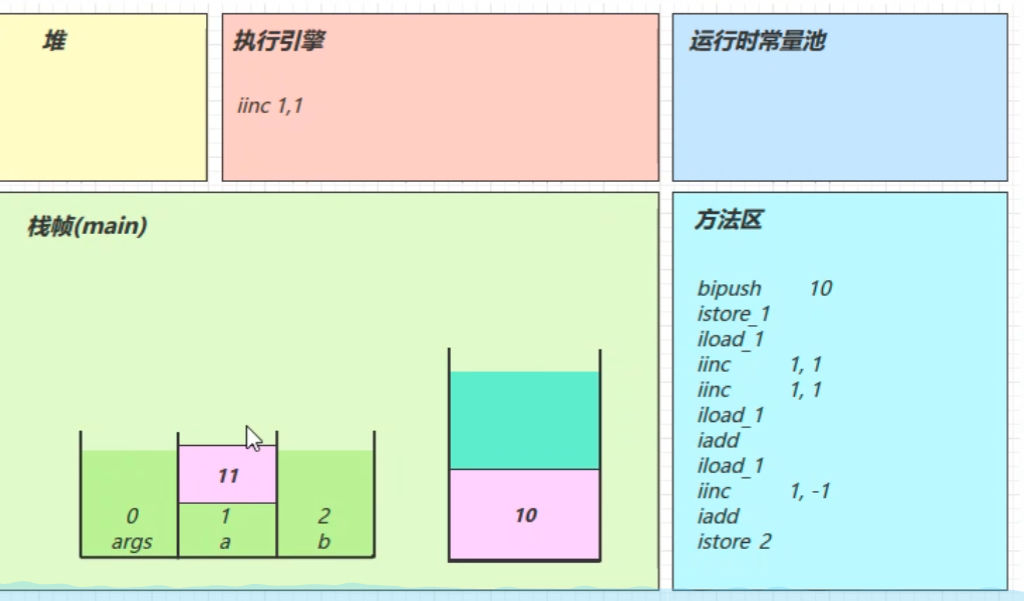 堆
执行引擎
iinc 1,1
运行时常量池
栈帧(main)
11
0
args
1
a
2
b
10
方法区
bipush 10
istore_1
iload_1
iinc 1, 1
iinc 1, 1
iload_1
iadd
iload_1
iinc 1, -1
iadd
istore 2